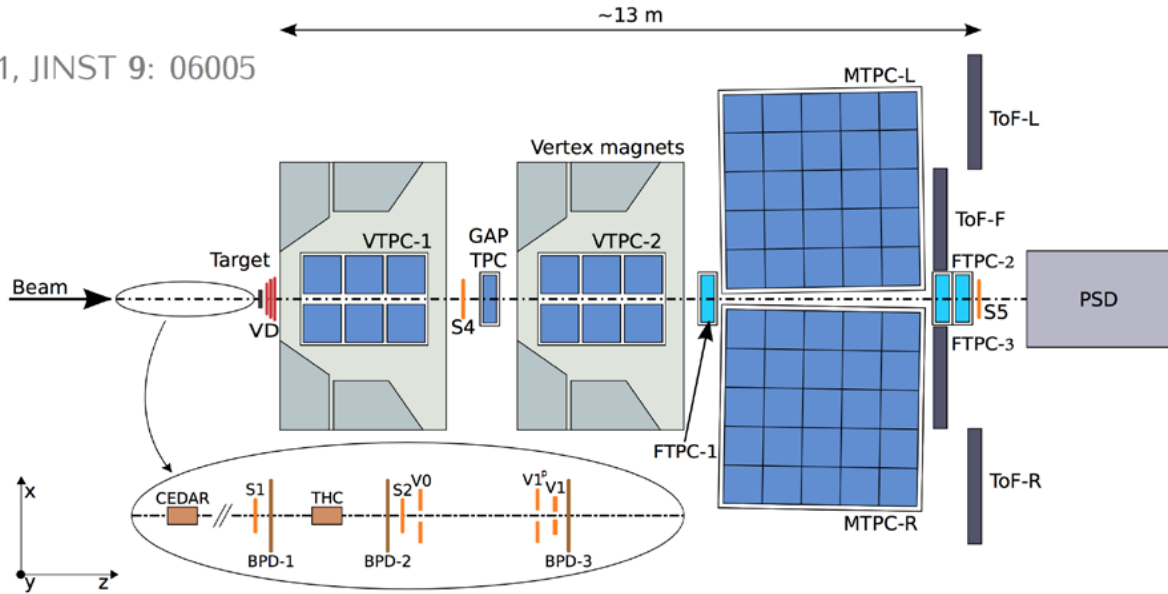 ~13 m
1, JINST 9: 06005
MTPC-L
ToF-L
Vertex magnets
ToF-F
VTPC-1
GAP
TPC
VTPC-2
Target
FTPC-2
Beam
PSD
VD
S4
S5
FTPC-3
FTPC-1
ToF-R
MTPC-R
x
y
z
CEDAR
S1
THC
S2
V0
V1p
V1
BPD-1
BPD-2
BPD-3